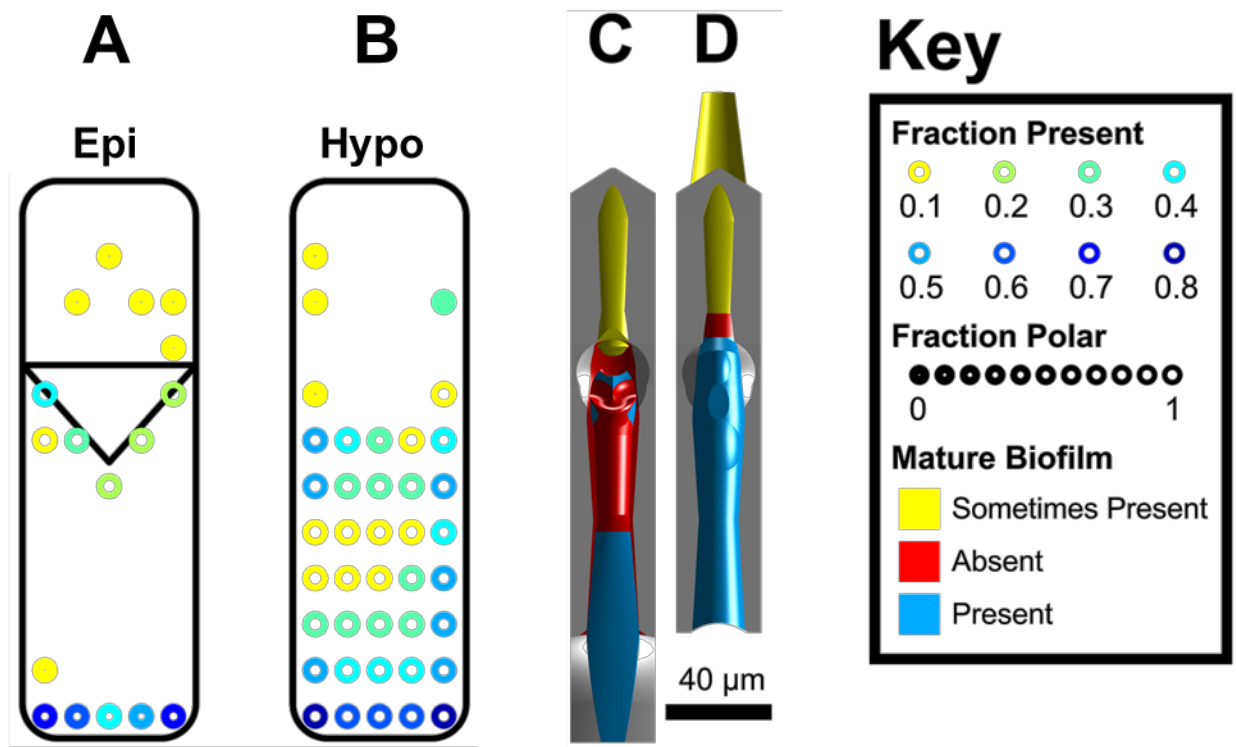 A
B
C
D
Key
Epi
Hypo
Fraction Present
0.1 0.2 0.3 0.4
0.5 0.6 0.7 0.8
Fraction Polar
0 1
Mature Biofilm
Sometimes Present
Absent
Present
40 µm